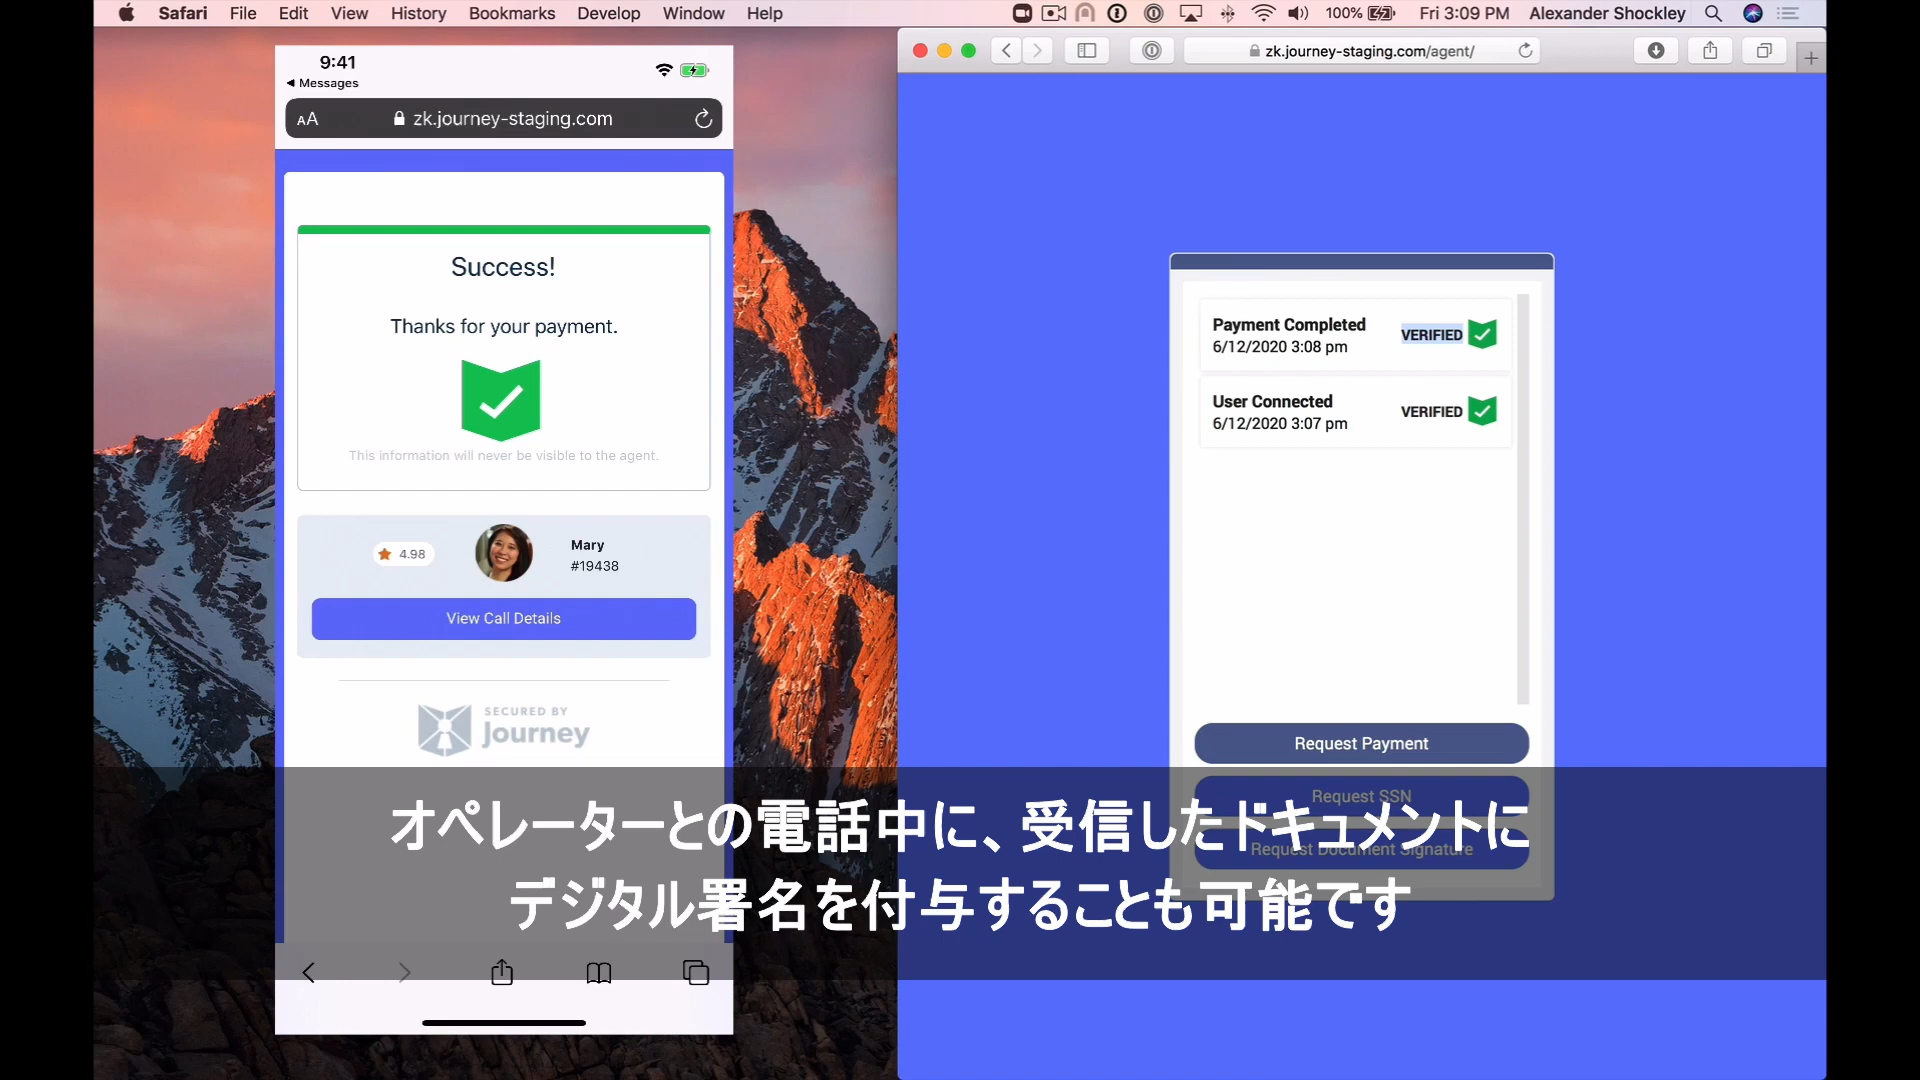 Safari File Edit View History Bookmarks Develop Window Help
100% Fri 3:09 PM Alexander Shockley
9:41
Messages
AA zk.journey-staging.com
Success!
Thanks for your payment.
This information will never be visible to the agent.
4.98
Mary
#19438
View Call Details
SECURED BY
Journey
zk.journey-staging.com/agent/
Payment Completed
6/12/2020 3:08 pm
VERIFIED
User Connected
6/12/2020 3:07 pm
VERIFIED
Request Payment
Request SSN
Request Document Signature
オペレーターとの電話中に、受信したドキュメントに
デジタル署名を付与することも可能です